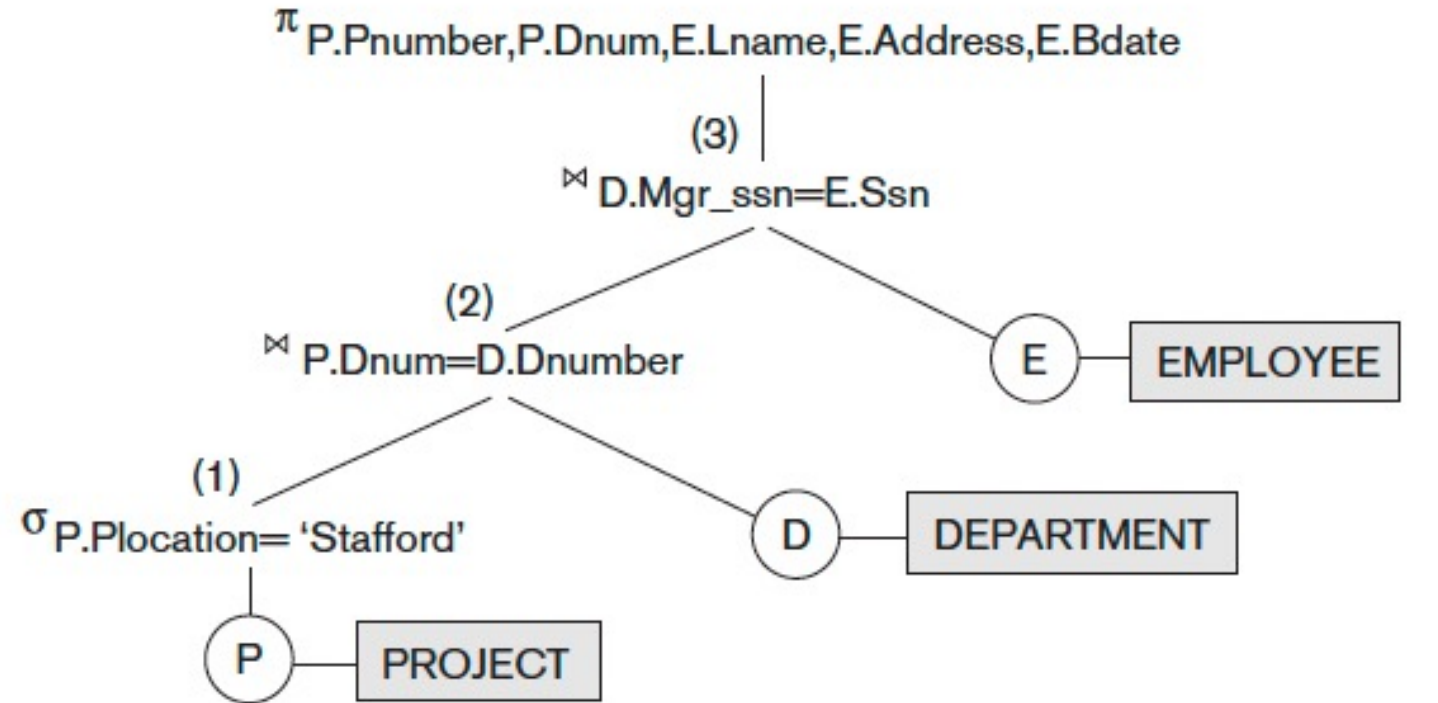 π P.Pnumber,P.Dnum,E.Lname,E.Address,E.Bdate
(3)
⋈ D.Mgr_ssn=E.Ssn
(2)
⋈ P.Dnum=D.Dnumber
E
EMPLOYEE
(1)
σ P.Plocation= ‘Stafford’
D
DEPARTMENT
P
PROJECT